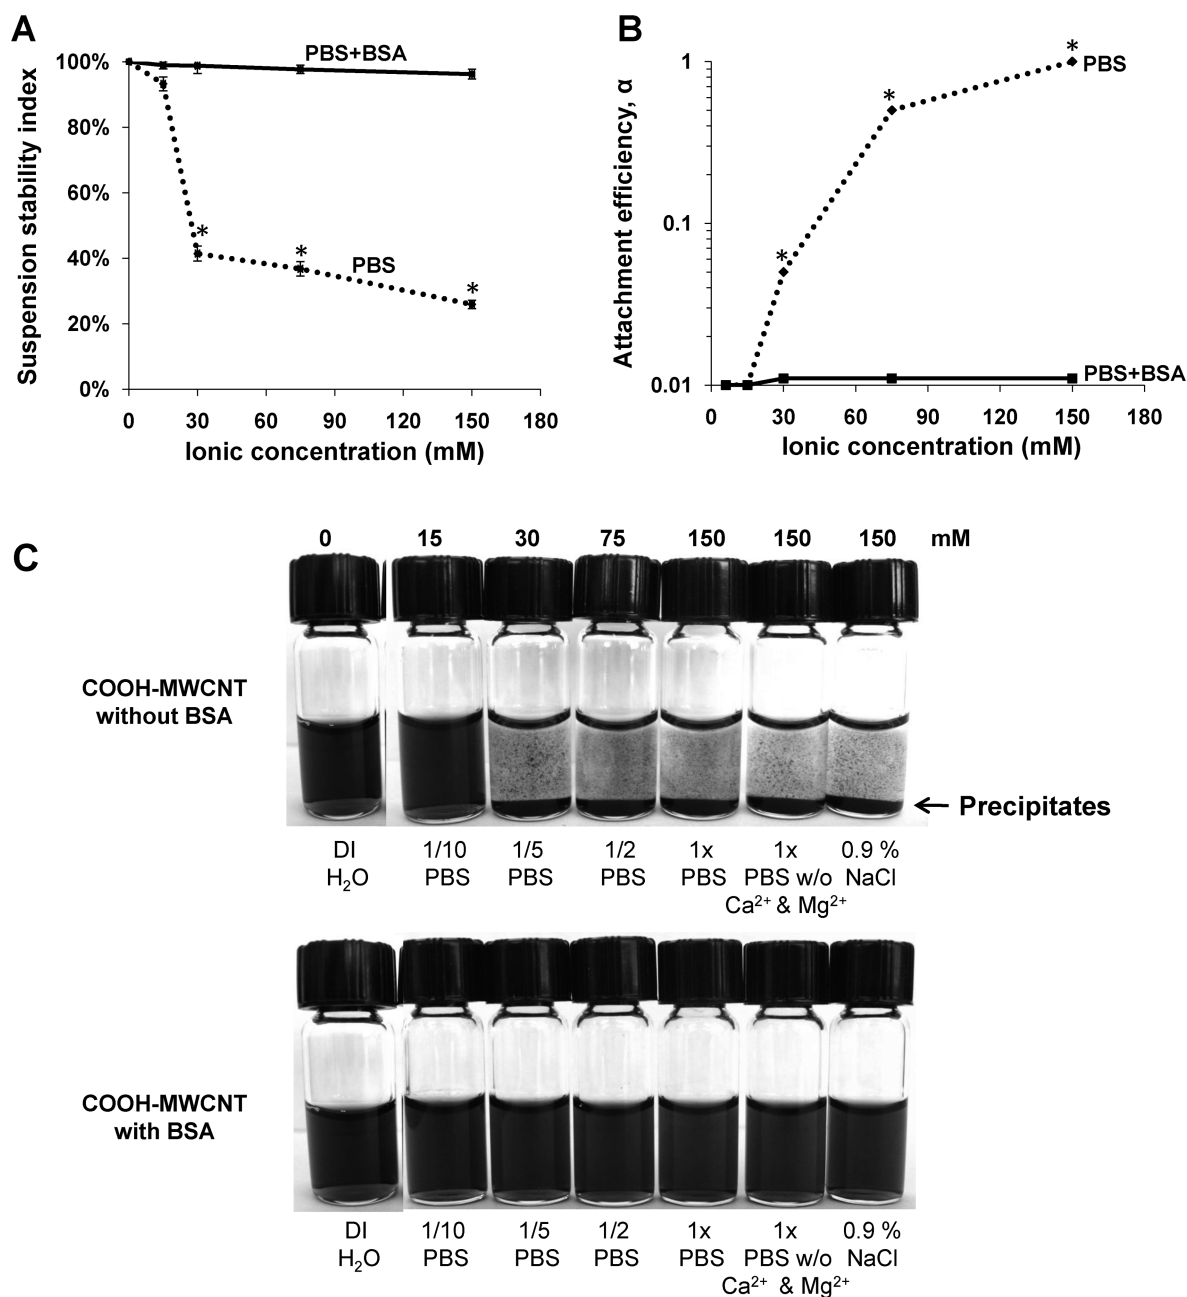 A
Suspension stability index
100%
80%
60%
40%
20%
0%
PBS+BSA
*
*
PBS
*
0 30 60 90 120 150 180
Ionic concentration (mM)
B
Attachment efficiency, α
1
0.1
0.01
*
PBS
*
*
PBS+BSA
0 30 60 90 120 150 180
Ionic concentration (mM)
C
0 15 30 75 150 150 150 mM
COOH-MWCNT
without BSA
← Precipitates
DI 1/10 1/5 1/2 1x 1x 0.9 %
H₂O PBS PBS PBS PBS PBS w/o NaCl
Ca²⁺ & Mg²⁺
COOH-MWCNT
with BSA
DI 1/10 1/5 1/2 1x 1x 0.9 %
H₂O PBS PBS PBS PBS PBS w/o NaCl
Ca²⁺ & Mg²⁺